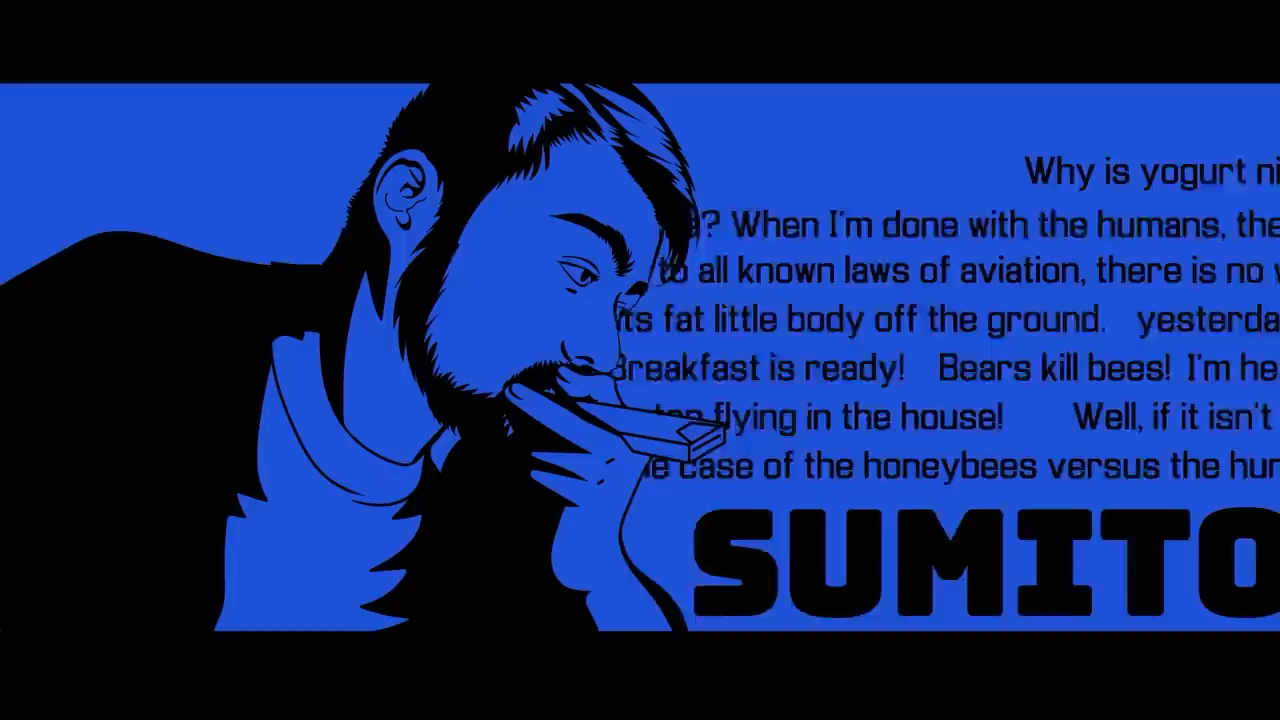 Why is yogurt ni
? When I'm done with the humans, the
to all known laws of aviation, there is no
its fat little body off the ground. yesterda
Breakfast is ready! Bears kill bees! I'm he
flying in the house! Well, if it isn't
case of the honeybees versus the hum
SUMITO